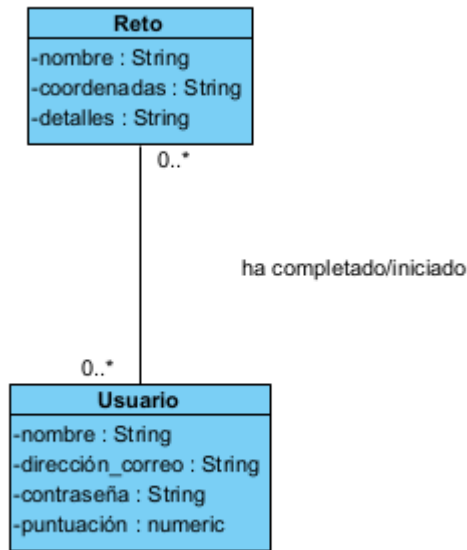 Reto
-nombre : String
-coordenadas : String
-detalles : String
0..*
ha completado/iniciado
0..*
Usuario
-nombre : String
-dirección_correo : String
-contraseña : String
-puntuación : numeric